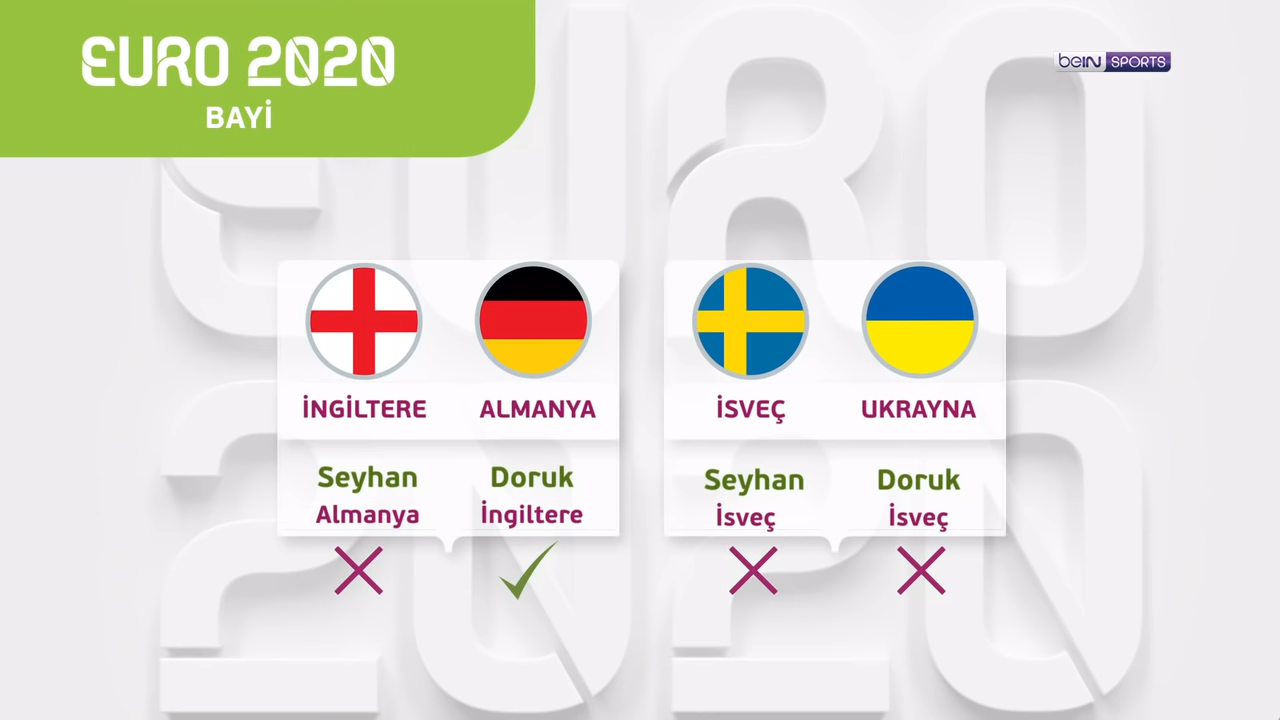 EURO 2020
BAYİ
beIN SPORTS
İNGİLTERE ALMANYA
Seyhan Doruk
Almanya İngiltere
İSVEÇ UKRAYNA
Seyhan Doruk
İsveç İsveç